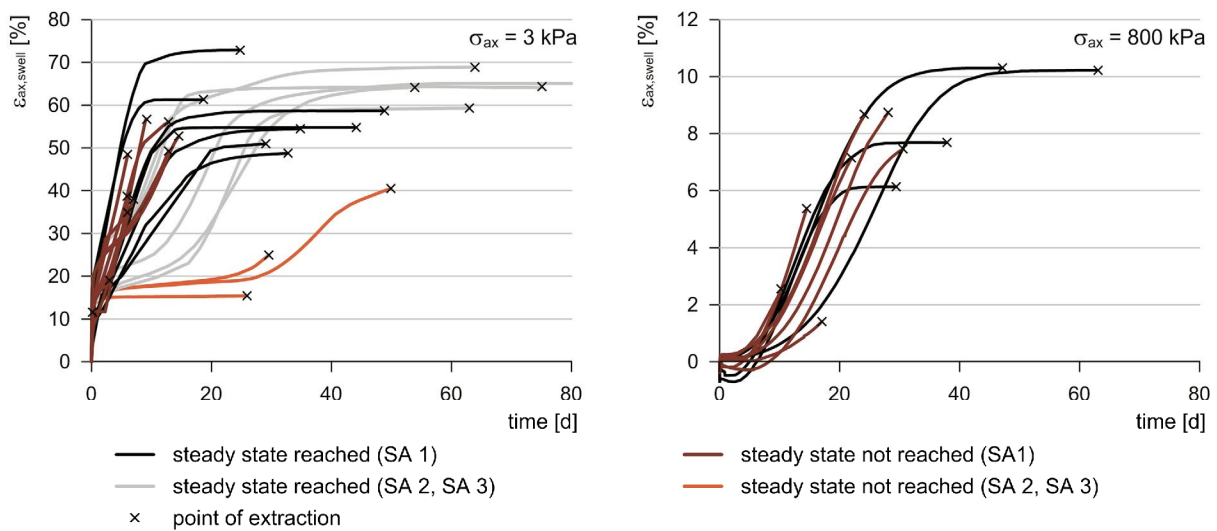 80
70
60
50
40
30
20
10
0
εax,swell [%]
σax = 3 kPa
0 20 40 60 80
time [d]
12
10
8
6
4
2
0
εax,swell [%]
σax = 800 kPa
0 20 40 60 80
time [d]
steady state reached (SA 1)
steady state reached (SA 2, SA 3)
× point of extraction
steady state not reached (SA1)
steady state not reached (SA 2, SA 3)